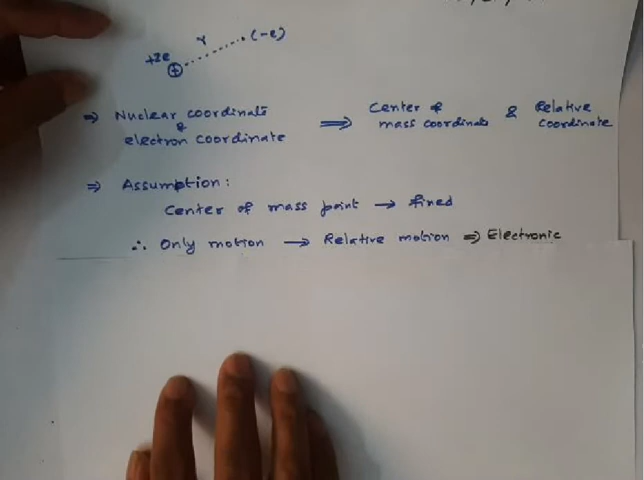 r (-e)
+ze
⊕
⇒ Nuclear coordinate Center of & Relative
& ⇒ mass coordinate coordinate
electron coordinate
⇒ Assumption:
Center of mass point → fixed
∴ Only motion → Relative motion ⇒ Electronic